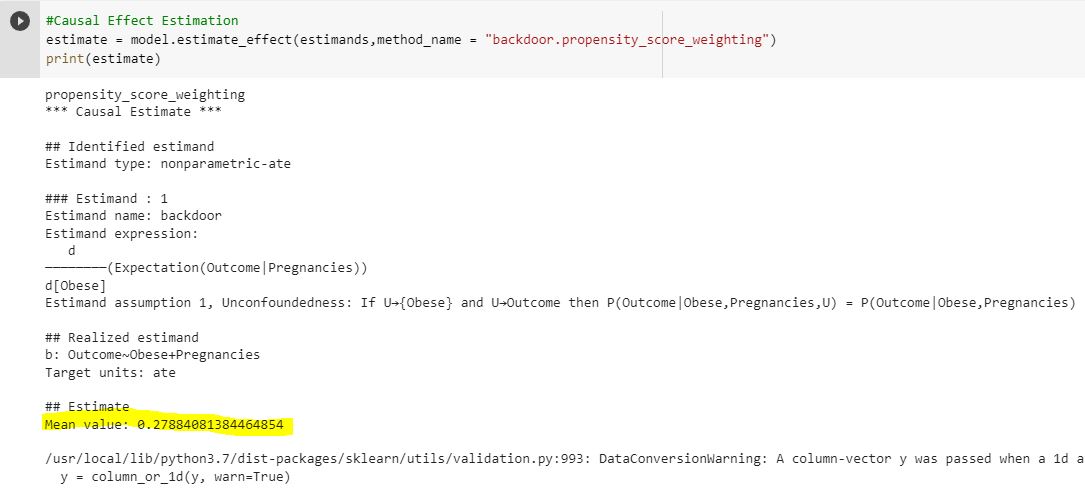 #Causal Effect Estimation
estimate = model.estimate_effect(estimands,method_name = "backdoor.propensity_score_weighting")
print(estimate)
propensity_score_weighting
*** Causal Estimate ***
## Identified estimand
Estimand type: nonparametric-ate
### Estimand : 1
Estimand name: backdoor
Estimand expression:
d
────────(Expectation(Outcome|Pregnancies))
d[Obese]
Estimand assumption 1, Unconfoundedness: If U→{Obese} and U→Outcome then P(Outcome|Obese,Pregnancies,U) = P(Outcome|Obese,Pregnancies)
## Realized estimand
b: Outcome~Obese+Pregnancies
Target units: ate
## Estimate
Mean value: 0.27884081384464854
/usr/local/lib/python3.7/dist-packages/sklearn/utils/validation.py:993: DataConversionWarning: A column-vector y was passed when a 1d a
y = column_or_1d(y, warn=True)